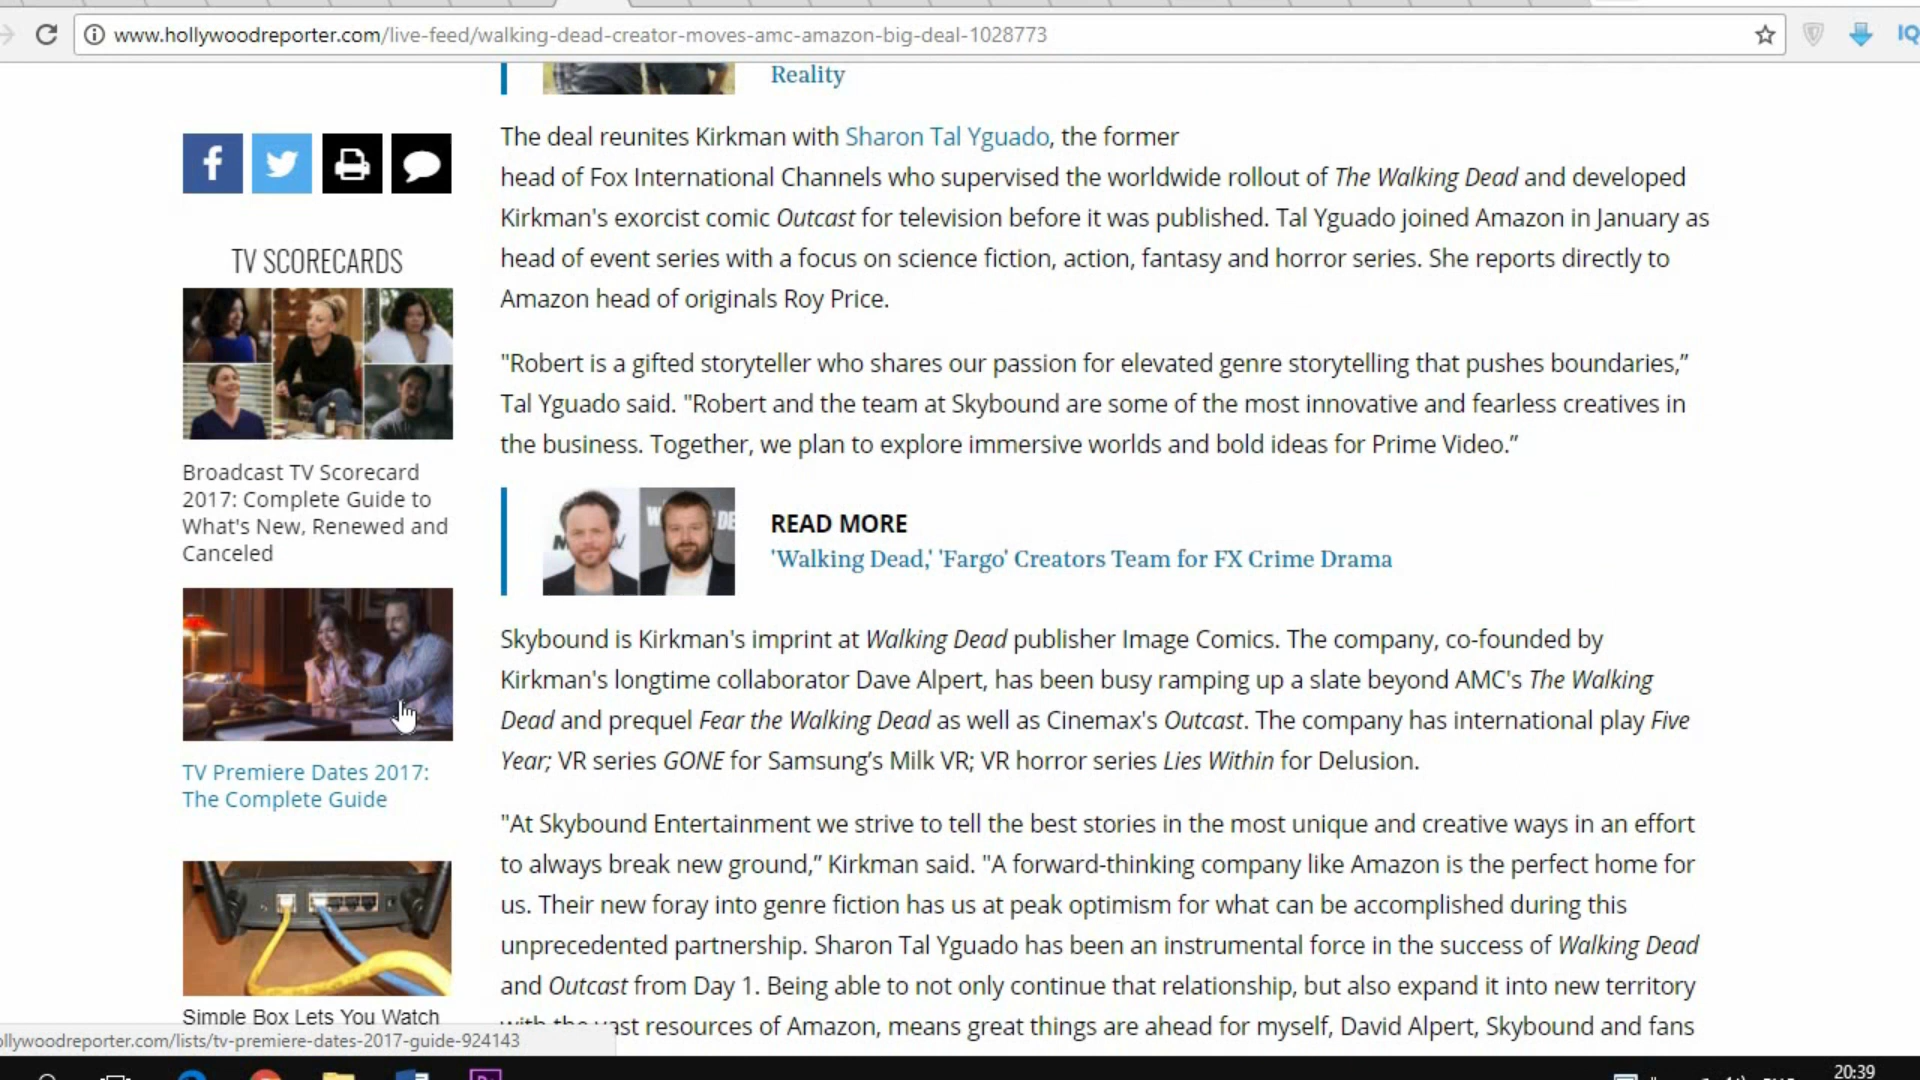 www.hollywoodreporter.com/live-feed/walking-dead-creator-moves-amc-amazon-big-deal-1028773
IQ
Reality
The deal reunites Kirkman with Sharon Tal Yguado, the former
head of Fox International Channels who supervised the worldwide rollout of The Walking Dead and developed
Kirkman's exorcist comic Outcast for television before it was published. Tal Yguado joined Amazon in January as
head of event series with a focus on science fiction, action, fantasy and horror series. She reports directly to
Amazon head of originals Roy Price.
"Robert is a gifted storyteller who shares our passion for elevated genre storytelling that pushes boundaries,”
Tal Yguado said. "Robert and the team at Skybound are some of the most innovative and fearless creatives in
the business. Together, we plan to explore immersive worlds and bold ideas for Prime Video.”
READ MORE
'Walking Dead,' 'Fargo' Creators Team for FX Crime Drama
Skybound is Kirkman's imprint at Walking Dead publisher Image Comics. The company, co-founded by
Kirkman's longtime collaborator Dave Alpert, has been busy ramping up a slate beyond AMC's The Walking
Dead and prequel Fear the Walking Dead as well as Cinemax's Outcast. The company has international play Five
Year; VR series GONE for Samsung’s Milk VR; VR horror series Lies Within for Delusion.
"At Skybound Entertainment we strive to tell the best stories in the most unique and creative ways in an effort
to always break new ground,” Kirkman said. "A forward-thinking company like Amazon is the perfect home for
us. Their new foray into genre fiction has us at peak optimism for what can be accomplished during this
unprecedented partnership. Sharon Tal Yguado has been an instrumental force in the success of Walking Dead
and Outcast from Day 1. Being able to not only continue that relationship, but also expand it into new territory
with the vast resources of Amazon, means great things are ahead for myself, David Alpert, Skybound and fans
TV SCORECARDS
Broadcast TV Scorecard
2017: Complete Guide to
What's New, Renewed and
Canceled
TV Premiere Dates 2017:
The Complete Guide
Simple Box Lets You Watch
ollywoodreporter.com/lists/tv-premiere-dates-2017-guide-924143
20:39